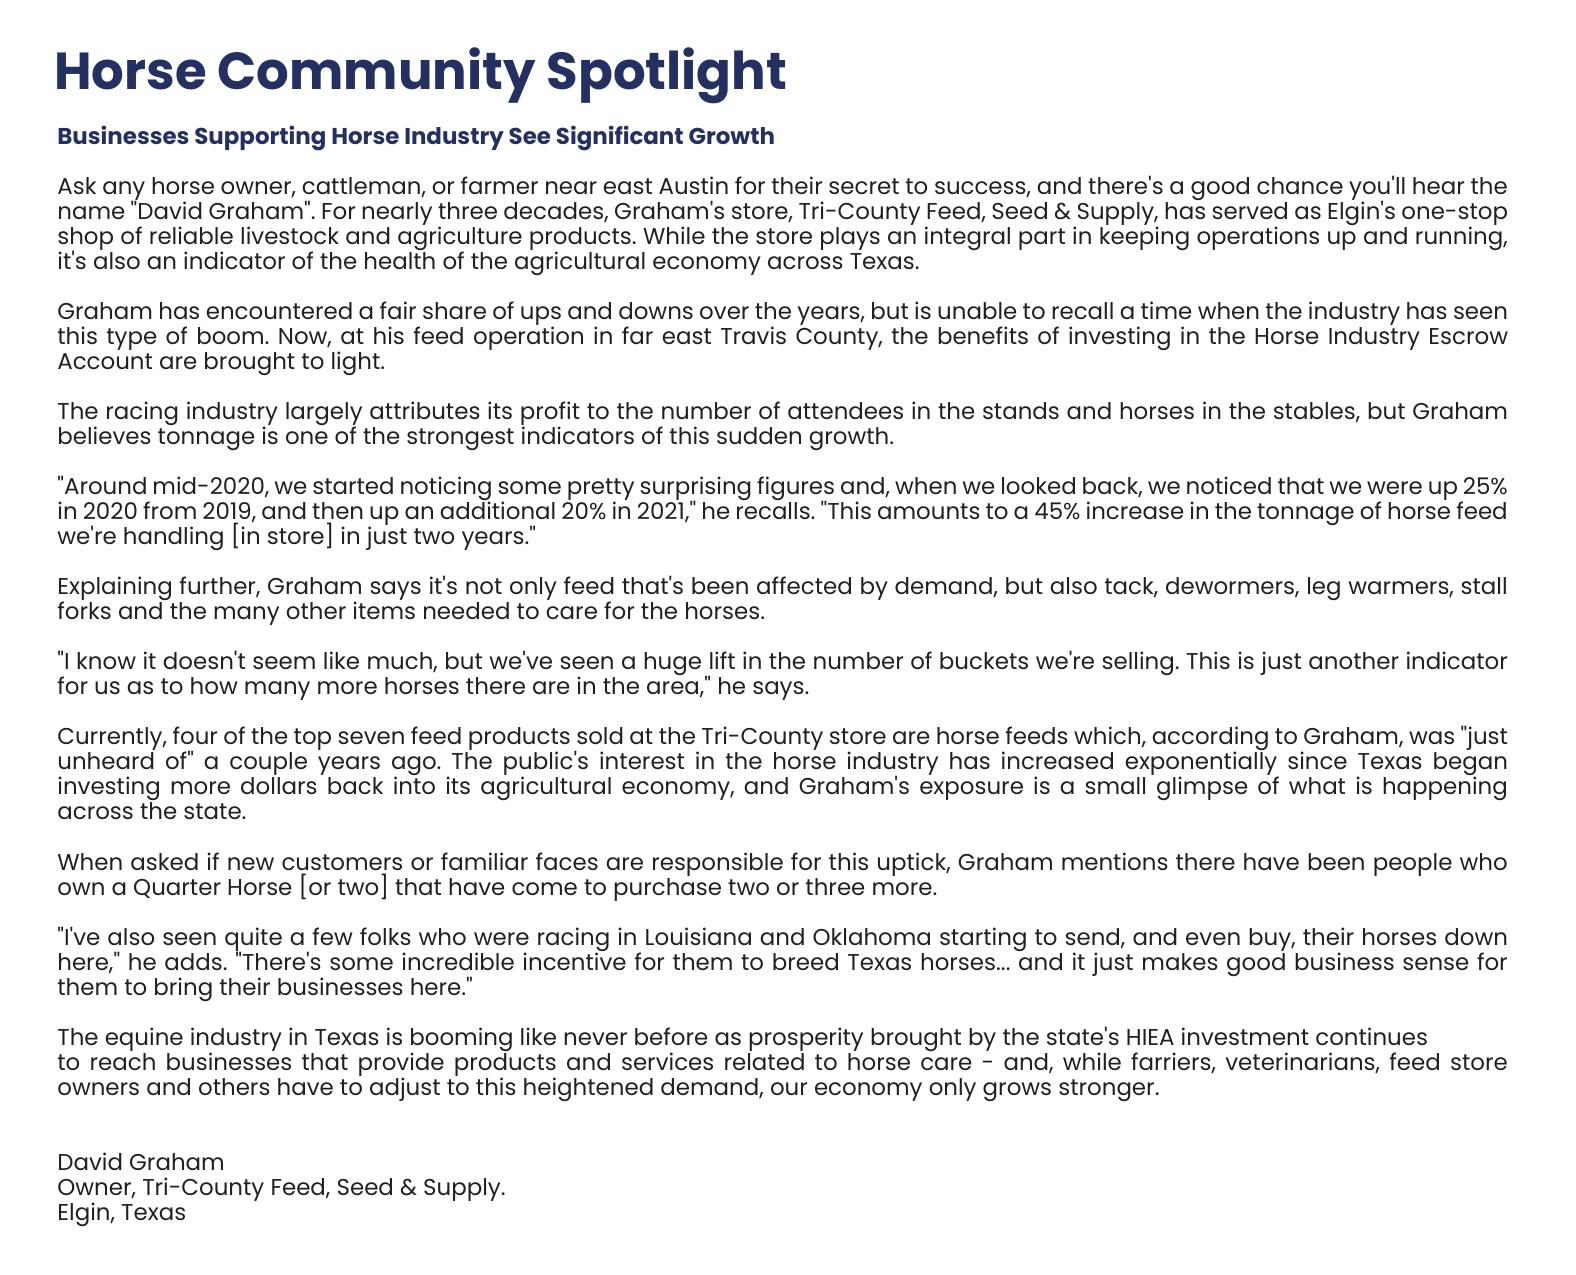 Horse Community Spotlight
Businesses Supporting Horse Industry See Significant Growth
Ask any horse owner, cattleman, or farmer near east Austin for their secret to success, and there's a good chance you'll hear the
name "David Graham". For nearly three decades, Graham's store, Tri-County Feed, Seed & Supply, has served as Elgin's one-stop
shop of reliable livestock and agriculture products. While the store plays an integral part in keeping operations up and running,
it's also an indicator of the health of the agricultural economy across Texas.
Graham has encountered a fair share of ups and downs over the years, but is unable to recall a time when the industry has seen
this type of boom. Now, at his feed operation in far east Travis County, the benefits of investing in the Horse Industry Escrow
Account are brought to light.
The racing industry largely attributes its profit to the number of attendees in the stands and horses in the stables, but Graham
believes tonnage is one of the strongest indicators of this sudden growth.
"Around mid-2020, we started noticing some pretty surprising figures and, when we looked back, we noticed that we were up 25%
in 2020 from 2019, and then up an additional 20% in 2021," he recalls. "This amounts to a 45% increase in the tonnage of horse feed
we're handling [in store] in just two years."
Explaining further, Graham says it's not only feed that's been affected by demand, but also tack, dewormers, leg warmers, stall
forks and the many other items needed to care for the horses.
"I know it doesn't seem like much, but we've seen a huge lift in the number of buckets we're selling. This is just another indicator
for us as to how many more horses there are in the area," he says.
Currently, four of the top seven feed products sold at the Tri-County store are horse feeds which, according to Graham, was "just
unheard of" a couple years ago. The public's interest in the horse industry has increased exponentially since Texas began
investing more dollars back into its agricultural economy, and Graham's exposure is a small glimpse of what is happening
across the state.
When asked if new customers or familiar faces are responsible for this uptick, Graham mentions there have been people who
own a Quarter Horse [or two] that have come to purchase two or three more.
"I've also seen quite a few folks who were racing in Louisiana and Oklahoma starting to send, and even buy, their horses down
here," he adds. "There's some incredible incentive for them to breed Texas horses... and it just makes good business sense for
them to bring their businesses here."
The equine industry in Texas is booming like never before as prosperity brought by the state's HIEA investment continues
to reach businesses that provide products and services related to horse care - and, while farriers, veterinarians, feed store
owners and others have to adjust to this heightened demand, our economy only grows stronger.
David Graham
Owner, Tri-County Feed, Seed & Supply.
Elgin, Texas